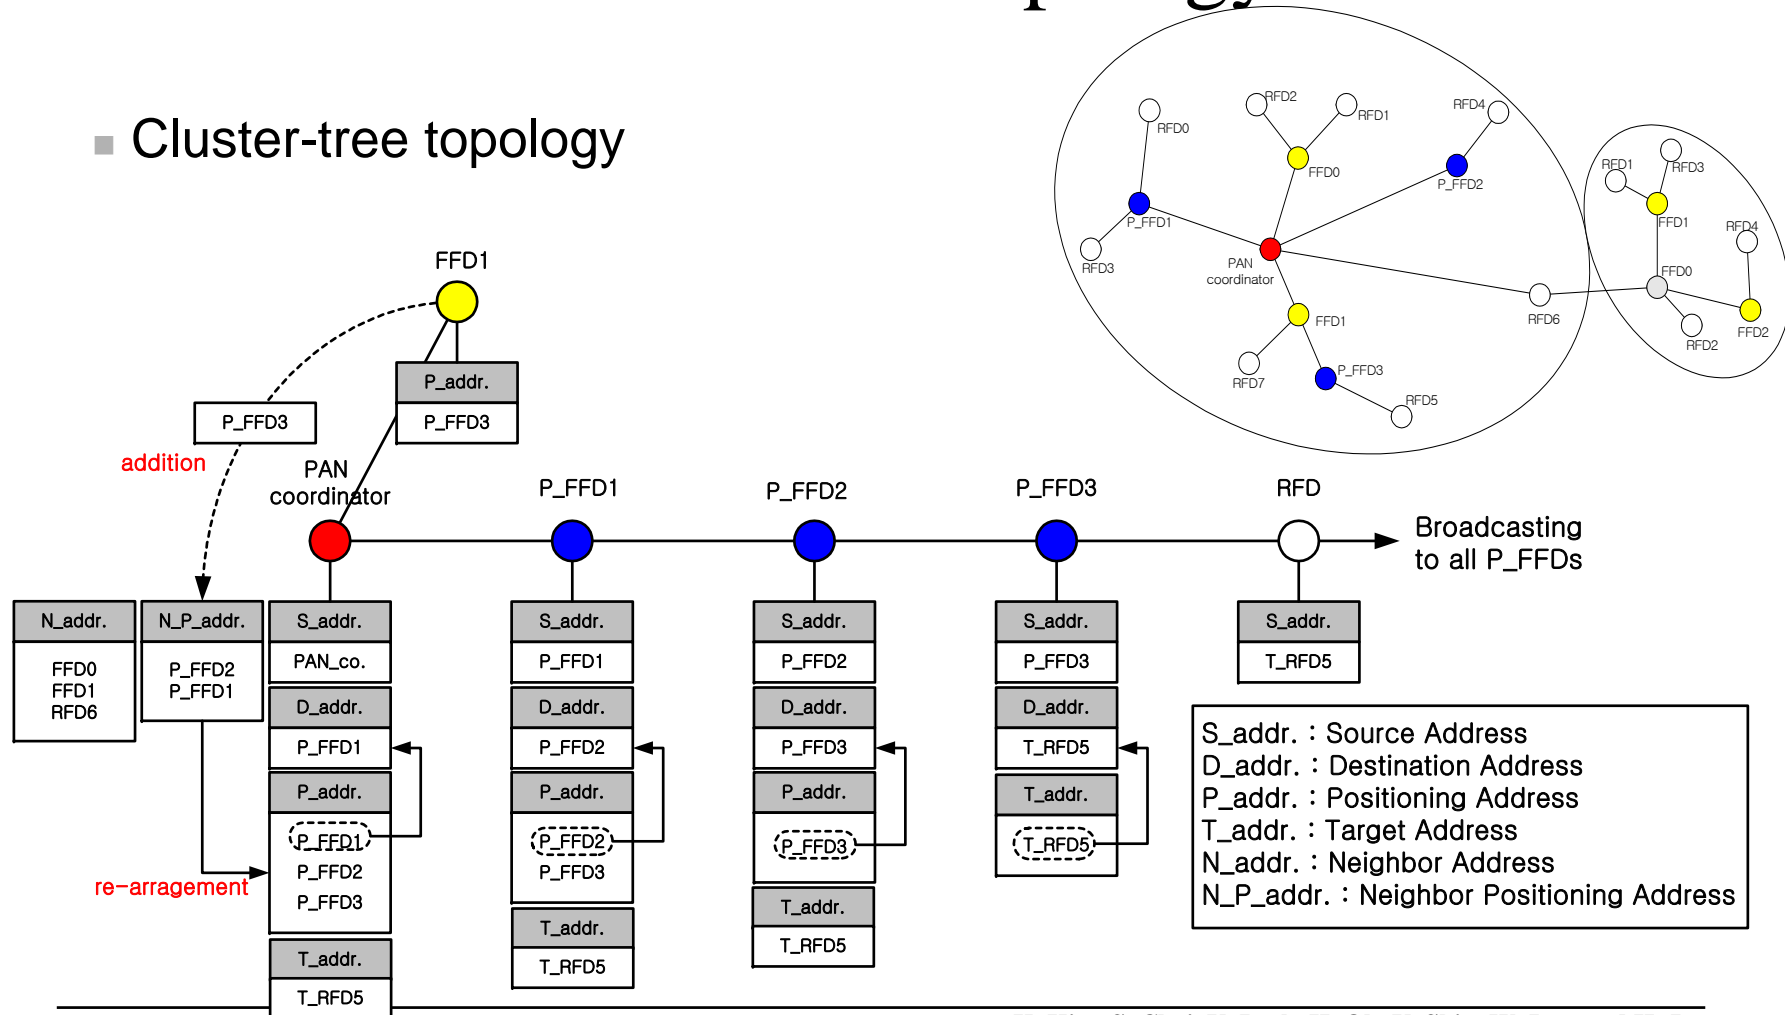 Cluster-tree topology
RFD0
RFD2
RFD1
RFD4
FFD0
P_FFD2
P_FFD1
RFD3
PAN
coordinator
FFD1
RFD7
P_FFD3
RFD5
RFD6
RFD1
RFD3
FFD1
RFD4
FFD0
RFD2
FFD2
FFD1
P_addr.
P_FFD3
P_FFD3
addition
PAN
coordinator
P_FFD1
P_FFD2
P_FFD3
RFD
Broadcasting
to all P_FFDs
N_addr.
FFD0
FFD1
RFD6
N_P_addr.
P_FFD2
P_FFD1
re-arragement
S_addr.
PAN_co.
D_addr.
P_FFD1
P_addr.
P_FFD1
P_FFD2
P_FFD3
T_addr.
T_RFD5
S_addr.
P_FFD1
D_addr.
P_FFD2
P_addr.
P_FFD2
P_FFD3
T_addr.
T_RFD5
S_addr.
P_FFD2
D_addr.
P_FFD3
P_addr.
P_FFD3
T_addr.
T_RFD5
S_addr.
P_FFD3
D_addr.
T_RFD5
T_addr.
T_RFD5
S_addr.
T_RFD5
S_addr. : Source Address
D_addr. : Destination Address
P_addr. : Positioning Address
T_addr. : Target Address
N_addr. : Neighbor Address
N_P_addr. : Neighbor Positioning Address